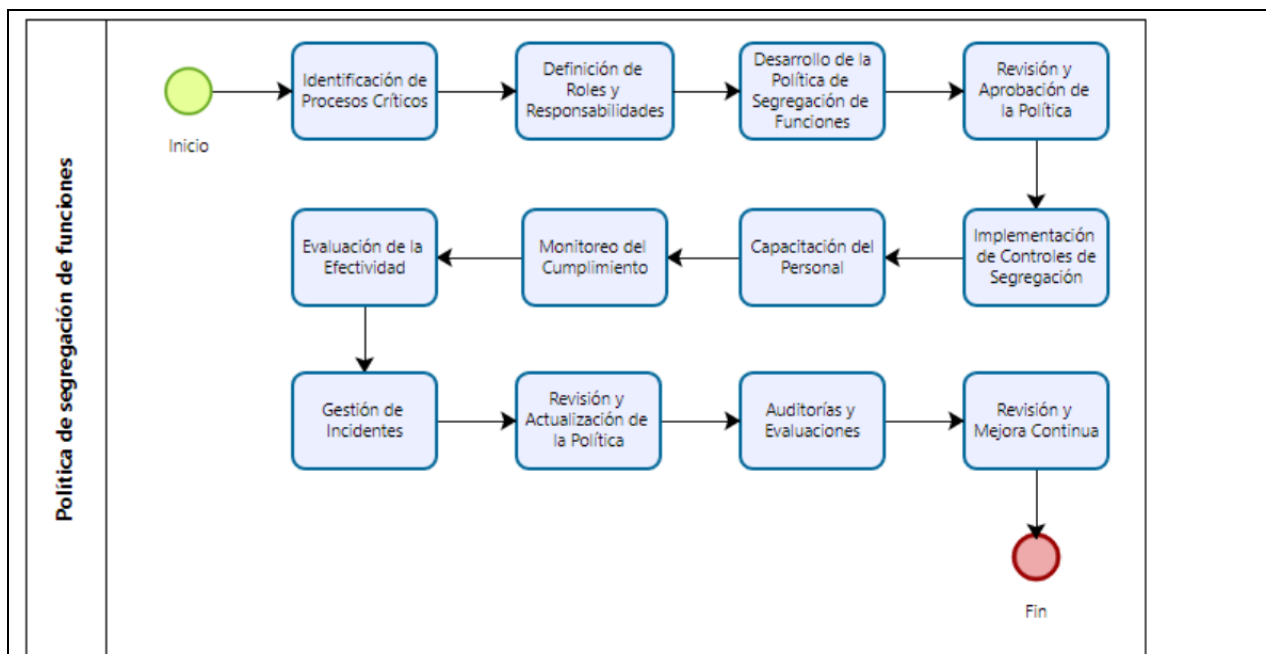 Política de segregación de funciones
Inicio
Identificación de
Procesos Críticos
Definición de
Roles y
Responsabilidades
Desarrollo de la
Política de
Segregación de
Funciones
Revisión y
Aprobación de
la Política
Implementación
de Controles de
Segregación
Capacitación del
Personal
Monitoreo del
Cumplimiento
Evaluación de la
Efectividad
Gestión de
Incidentes
Revisión y
Actualización de
la Política
Auditorías y
Evaluaciones
Revisión y
Mejora Continua
Fin